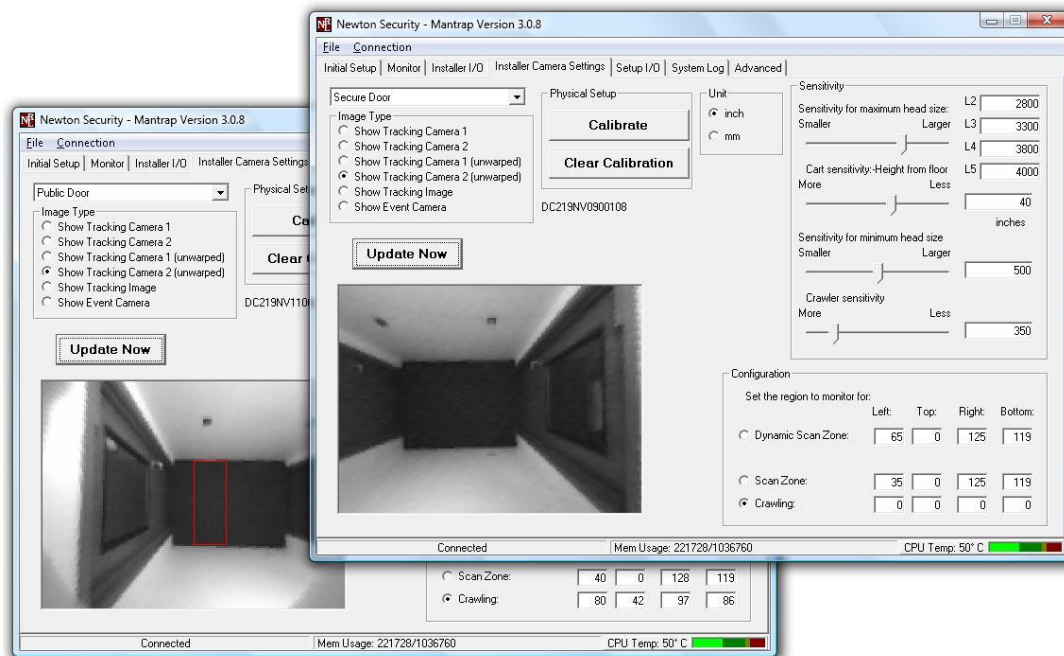 Newton Security - Mantrap Version 3.0.8
File Connection
Initial Setup Monitor Installer I/O Installer Camera Settings Setup I/O System Log Advanced
Secure Door
Image Type
Show Tracking Camera 1
Show Tracking Camera 2
Show Tracking Camera 1 (unwarped)
Show Tracking Camera 2 (unwarped)
Show Tracking Image
Show Event Camera
Physical Setup
Calibrate
Clear Calibration
DC219NV0900108
Unit
inch
mm
Update Now
Sensitivity
Sensitivity for maximum head size:
Smaller Larger
L2 2800
L3 3300
L4 3800
L5 4000
Cart sensitivity:-Height from floor
More Less
40
inches
Sensitivity for minimum head size
Smaller Larger
500
Crawler sensitivity
More Less
350
Configuration
Set the region to monitor for:
Left: Top: Right: Bottom:
Dynamic Scan Zone: 65 0 125 119
Scan Zone: 35 0 125 119
Crawling: 0 0 0 0
Connected Mem Usage: 221728/1036760 CPU Temp: 50° C
Newton Security - Mantrap Version 3.0.8
File Connection
Initial Setup Monitor Installer I/O Installer Camera Settings
Public Door
Image Type
Show Tracking Camera 1
Show Tracking Camera 2
Show Tracking Camera 1 (unwarped)
Show Tracking Camera 2 (unwarped)
Show Tracking Image
Show Event Camera
Physical Set
Ca
Clear
DC219NV110
Update Now
Scan Zone: 40 0 128 119
Crawling: 80 42 97 86
Connected Mem Usage: 221728/1036760 CPU Temp: 50° C